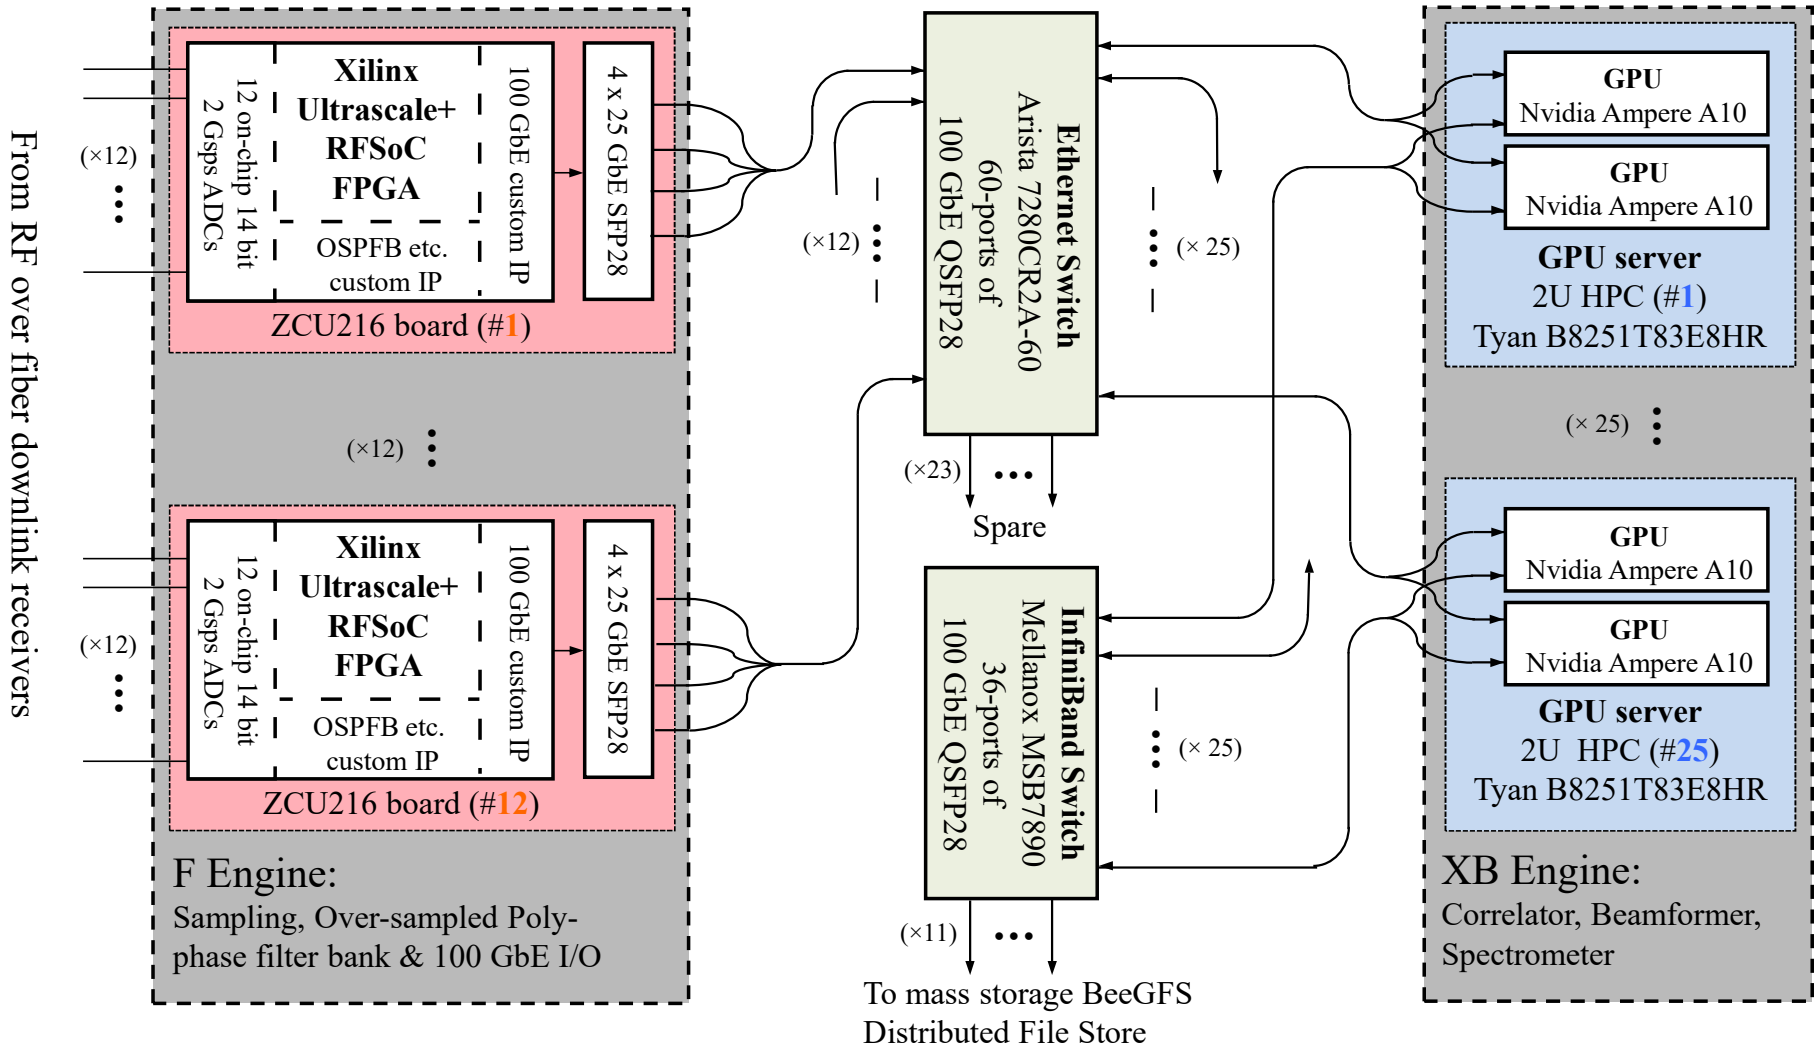 From RF over fiber downlink receivers
(×12)
12 on-chip 14 bit
2 Gsps ADCs
Xilinx
Ultrascale+
RFSoC
FPGA
OSPFB etc.
custom IP
100 GbE custom IP
4 x 25 GbE SFP28
ZCU216 board (#1)
(×12)
(×12)
12 on-chip 14 bit
2 Gsps ADCs
Xilinx
Ultrascale+
RFSoC
FPGA
OSPFB etc.
custom IP
100 GbE custom IP
4 x 25 GbE SFP28
ZCU216 board (#12)
F Engine:
Sampling, Over-sampled Poly-
phase filter bank & 100 GbE I/O
(×12)
Ethernet Switch
Arista 7280CR2A-60
60-ports of
100 GbE QSFP28
(× 25)
(×23)
Spare
InfiniBand Switch
Mellanox MSB7890
36-ports of
100 GbE QSFP28
(× 25)
(×11)
To mass storage BeeGFS
Distributed File Store
GPU
Nvidia Ampere A10
GPU
Nvidia Ampere A10
GPU server
2U HPC (#1)
Tyan B8251T83E8HR
(× 25)
GPU
Nvidia Ampere A10
GPU
Nvidia Ampere A10
GPU server
2U HPC (#25)
Tyan B8251T83E8HR
XB Engine:
Correlator, Beamformer,
Spectrometer